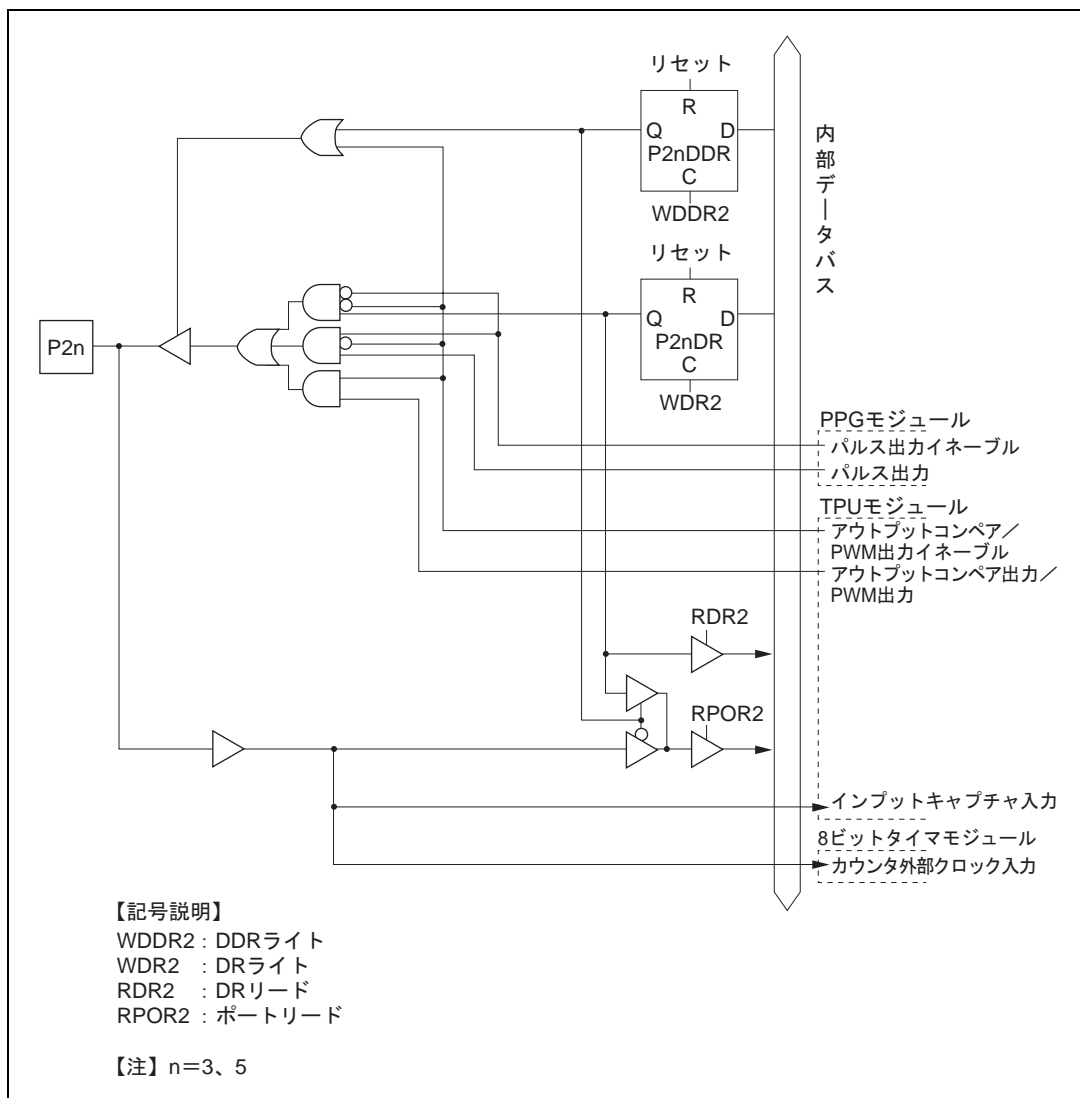 リセット
R
Q D
P2nDDR
C
WDDR2
内部データバス
リセット
R
Q D
P2nDR
C
WDR2
P2n
PPGモジュール
パルス出力イネーブル
パルス出力
TPUモジュール
アウトプットコンペア／
PWM出力イネーブル
アウトプットコンペア出力／
PWM出力
RDR2
RPOR2
インプットキャプチャ入力
8ビットタイマモジュール
カウンタ外部クロック入力
【記号説明】
WDDR2：DDRライト
WDR2 ：DRライト
RDR2 ：DRリード
RPOR2：ポートリード
【注】n＝3、5